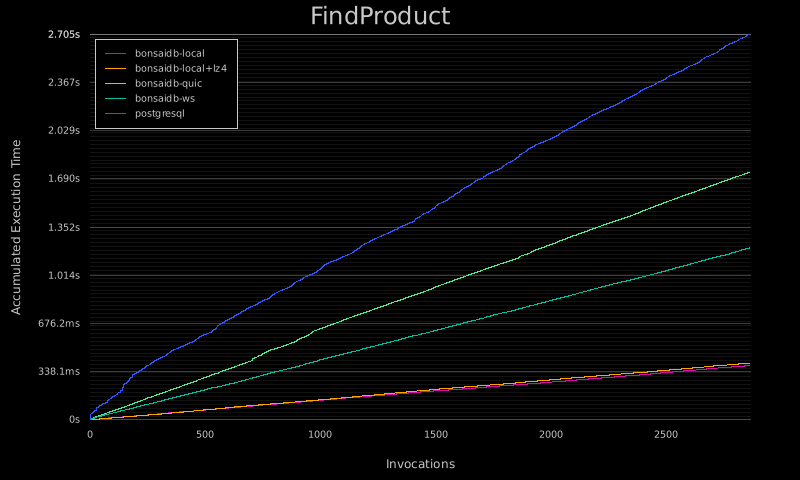 FindProduct
2.705s
2.367s
2.029s
1.690s
1.352s
1.014s
676.2ms
338.1ms
0s
Accumulated Execution Time
bonsaidb-local
bonsaidb-local+lz4
bonsaidb-quic
bonsaidb-ws
postgresql
0 500 1000 1500 2000 2500
Invocations